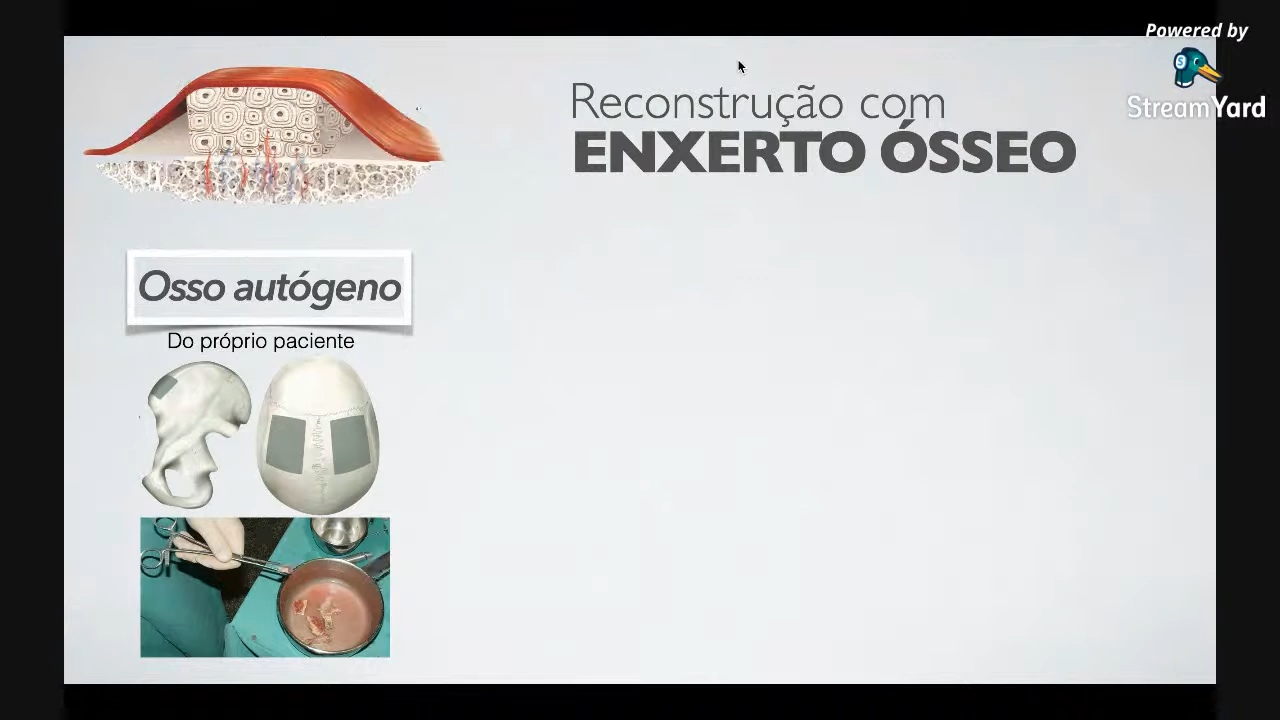 Powered by
StreamYard
Reconstrução com
ENXERTO ÓSSEO
Osso autógeno
Do próprio paciente